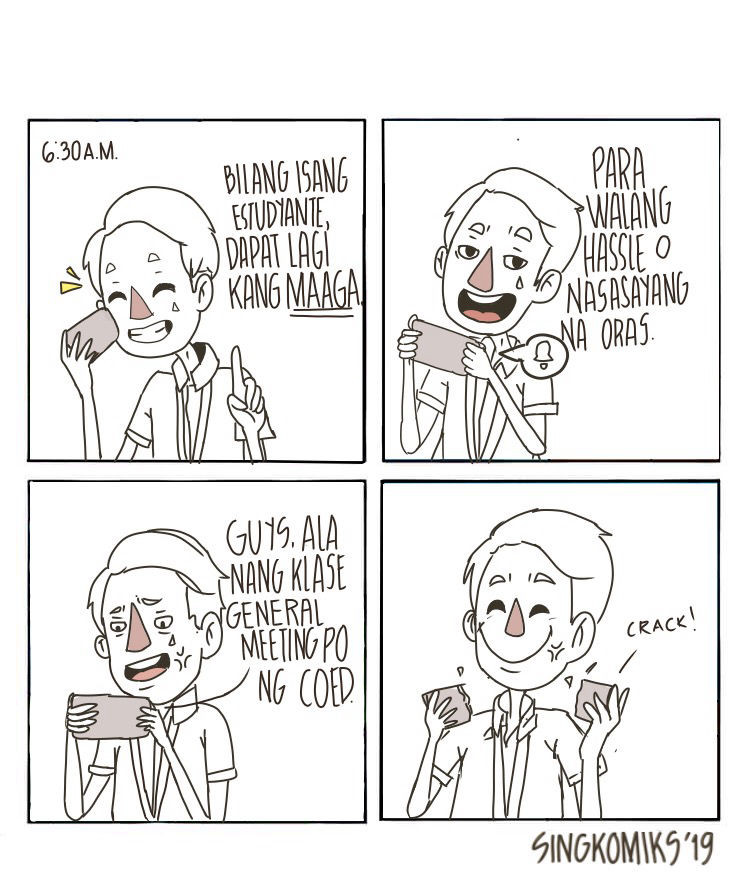 6:30 A.M.
BILANG ISANG
ESTUDYANTE,
DAPAT LAGI
KANG MAAGA.
PARA
WALANG
HASSLE O
NASASAYANG
NA ORAS.
GUYS, ALA
NANG KLASE
GENERAL
MEETING PO
NG COED.
CRACK!
SINGKOMIKS'19